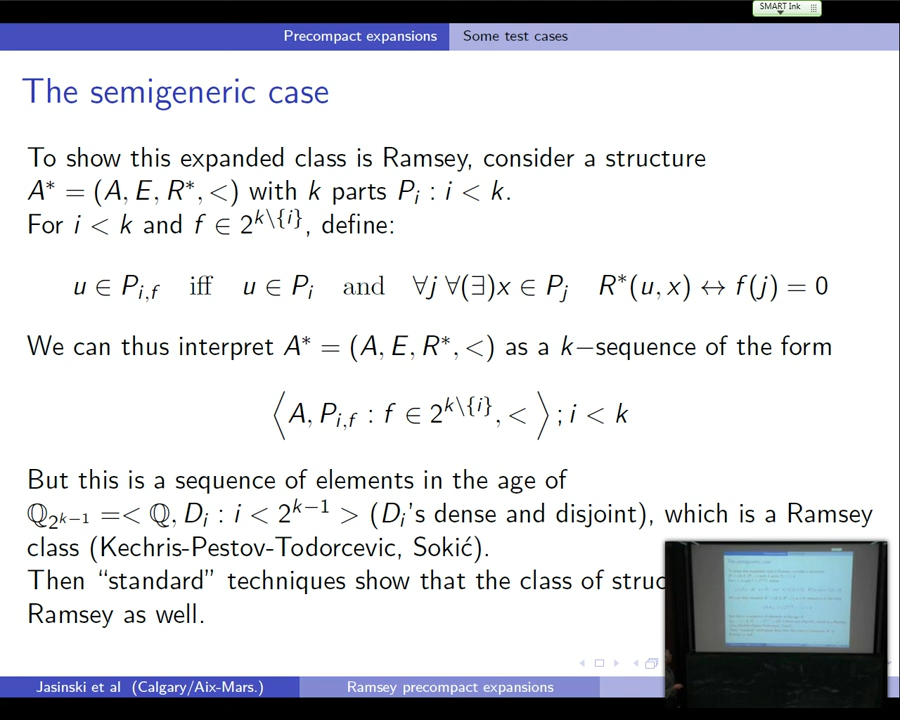 SMART Ink
Precompact expansions Some test cases
The semigeneric case
To show this expanded class is Ramsey, consider a structure
A* = (A, E, R*, <) with k parts P_i : i < k.
For i < k and f ∈ 2^{k\{i}}, define:
u ∈ P_{i,f} iff u ∈ P_i and ∀j ∀(∃)x ∈ P_j R*(u, x) ↔ f(j) = 0
We can thus interpret A* = (A, E, R*, <) as a k−sequence of the form
⟨A, P_{i,f} : f ∈ 2^{k\{i}}, <⟩ ; i < k
But this is a sequence of elements in the age of
ℚ_{2^{k−1}} =< ℚ, D_i : i < 2^{k−1} > (D_i's dense and disjoint), which is a Ramsey
class (Kechris-Pestov-Todorcevic, Sokić).
Then “standard” techniques show that the class of struc
Ramsey as well.
Jasinski et al (Calgary/Aix-Mars.) Ramsey precompact expansions